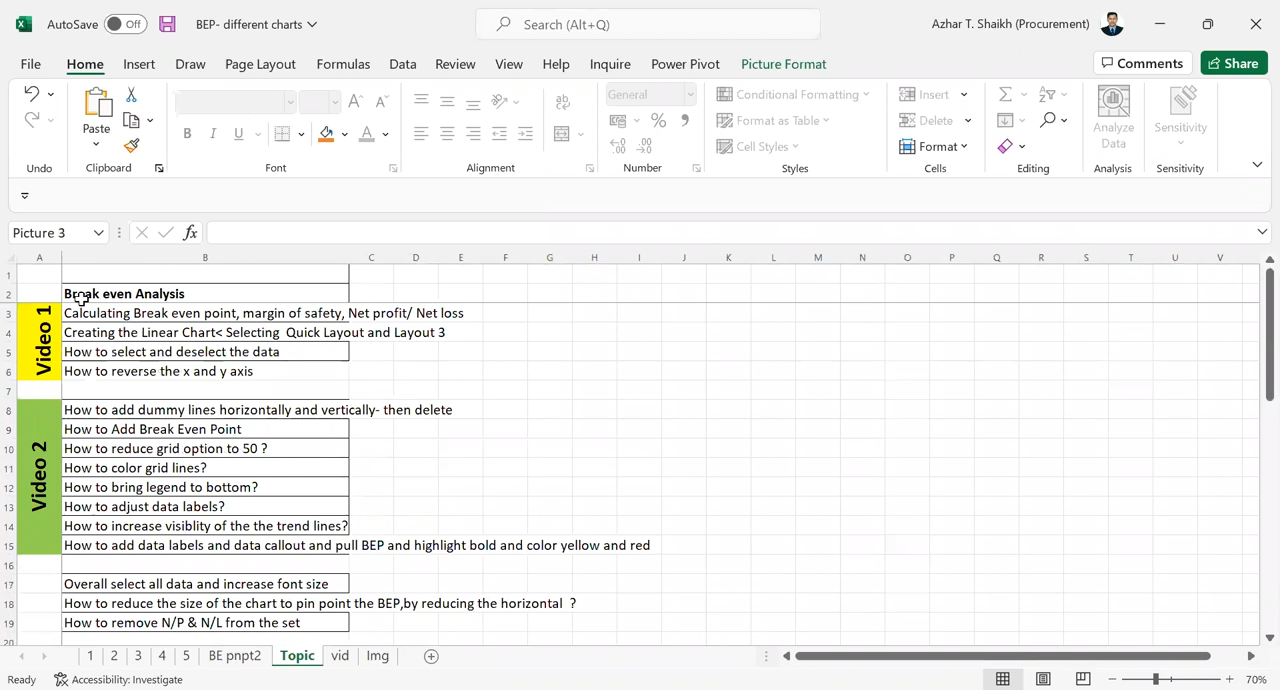 AutoSave Off BEP- different charts Search (Alt+Q) Azhar T. Shaikh (Procurement)
File Home Insert Draw Page Layout Formulas Data Review View Help Inquire Power Pivot Picture Format Comments Share
General Conditional Formatting Insert
Paste Format as Table Delete Analyze Data Sensitivity
B I U A % Cell Styles Format
Undo Clipboard Font Alignment Number Styles Cells Editing Analysis Sensitivity
Picture 3 fx
A B C D E F G H I J K L M N O P Q R S T U V
1
2 Break even Analysis
Video 1
3 Calculating Break even point, margin of safety, Net profit/ Net loss
4 Creating the Linear Chart< Selecting Quick Layout and Layout 3
5 How to select and deselect the data
6 How to reverse the x and y axis
7
Video 2
8 How to add dummy lines horizontally and vertically- then delete
9 How to Add Break Even Point
10 How to reduce grid option to 50 ?
11 How to color grid lines?
12 How to bring legend to bottom?
13 How to adjust data labels?
14 How to increase visiblity of the the trend lines?
15 How to add data labels and data callout and pull BEP and highlight bold and color yellow and red
16
17 Overall select all data and increase font size
18 How to reduce the size of the chart to pin point the BEP,by reducing the horizontal ?
19 How to remove N/P & N/L from the set
20
1 2 3 4 5 BE pnpt2 Topic vid Img
Ready Accessibility: Investigate 70%